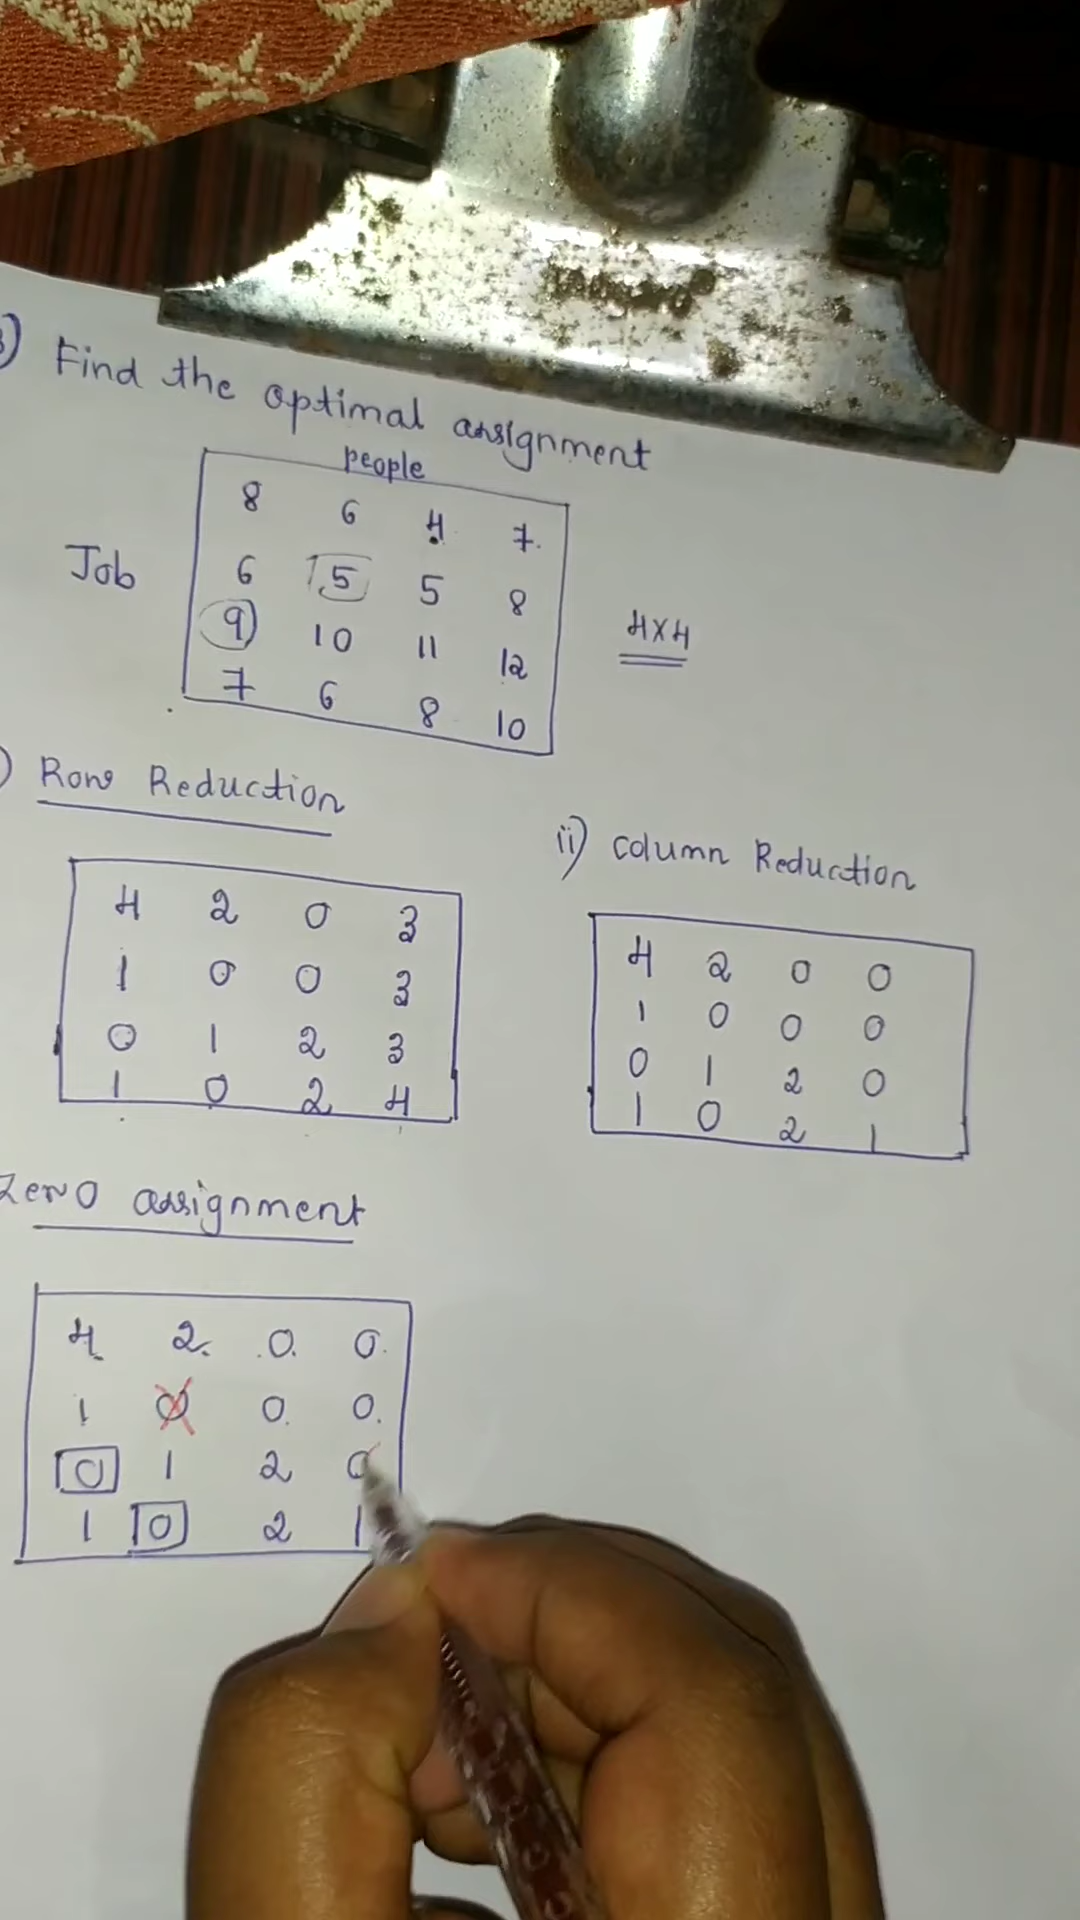 ) Find the optimal assignment
people
8 6 4 7.
Job
6 5 5 8
9 10 11 12
7 6 8 10
4×4
) Row Reduction
4 2 0 3
1 0 0 3
0 1 2 3
1 0 2 4
ii) column Reduction
4 2 0 0
1 0 0 0
0 1 2 0
1 0 2 1
Zero assignment
4. 2. .0. 0.
1 0 0. 0.
0 1 2 0
1 0 2 1